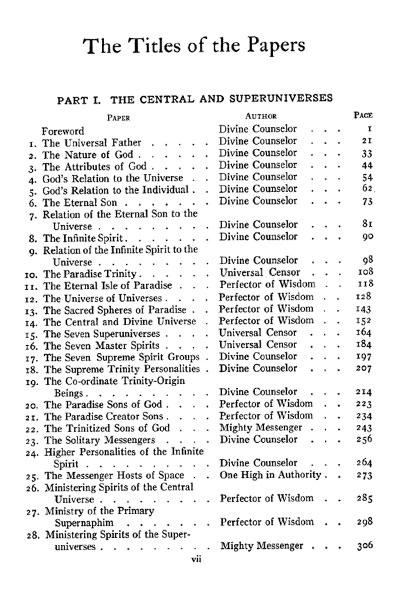 The Titles of the Papers
PART I. THE CENTRAL AND SUPERUNIVERSES
PAPER AUTHOR PAGE
Foreword Divine Counselor . . . 1
1. The Universal Father . . . . . Divine Counselor . . . 21
2. The Nature of God . . . . . . Divine Counselor . . . 33
3. The Attributes of God . . . . . Divine Counselor . . . 44
4. God's Relation to the Universe . . Divine Counselor . . . 54
5. God's Relation to the Individual . . Divine Counselor . . . 62
6. The Eternal Son . . . . . . Divine Counselor . . . 73
7. Relation of the Eternal Son to the
Universe . . . . . . . . Divine Counselor . . . 81
8. The Infinite Spirit . . . . . . Divine Counselor . . . 90
9. Relation of the Infinite Spirit to the
Universe . . . . . . . . Divine Counselor . . . 98
10. The Paradise Trinity . . . . . Universal Censor . . . 108
11. The Eternal Isle of Paradise . . . Perfector of Wisdom . . 118
12. The Universe of Universes . . . . Perfector of Wisdom . . 128
13. The Sacred Spheres of Paradise . . Perfector of Wisdom . . 143
14. The Central and Divine Universe . Perfector of Wisdom . . 152
15. The Seven Superuniverses . . . . Universal Censor . . . 164
16. The Seven Master Spirits . . . . Universal Censor . . . 184
17. The Seven Supreme Spirit Groups . Divine Counselor . . . 197
18. The Supreme Trinity Personalities . Divine Counselor . . . 207
19. The Co-ordinate Trinity-Origin
Beings . . . . . . . . . Divine Counselor . . . 214
20. The Paradise Sons of God . . . . Perfector of Wisdom . . 223
21. The Paradise Creator Sons . . . . Perfector of Wisdom . . 234
22. The Trinitized Sons of God . . . Mighty Messenger . . . 243
23. The Solitary Messengers . . . . Divine Counselor . . . 256
24. Higher Personalities of the Infinite
Spirit . . . . . . . . . Divine Counselor . . . 264
25. The Messenger Hosts of Space . . One High in Authority . . 273
26. Ministering Spirits of the Central
Universe . . . . . . . . Perfector of Wisdom . . 285
27. Ministry of the Primary
Supernaphim . . . . . . . Perfector of Wisdom . . 298
28. Ministering Spirits of the Super-
universes . . . . . . . . Mighty Messenger . . . 306
vii